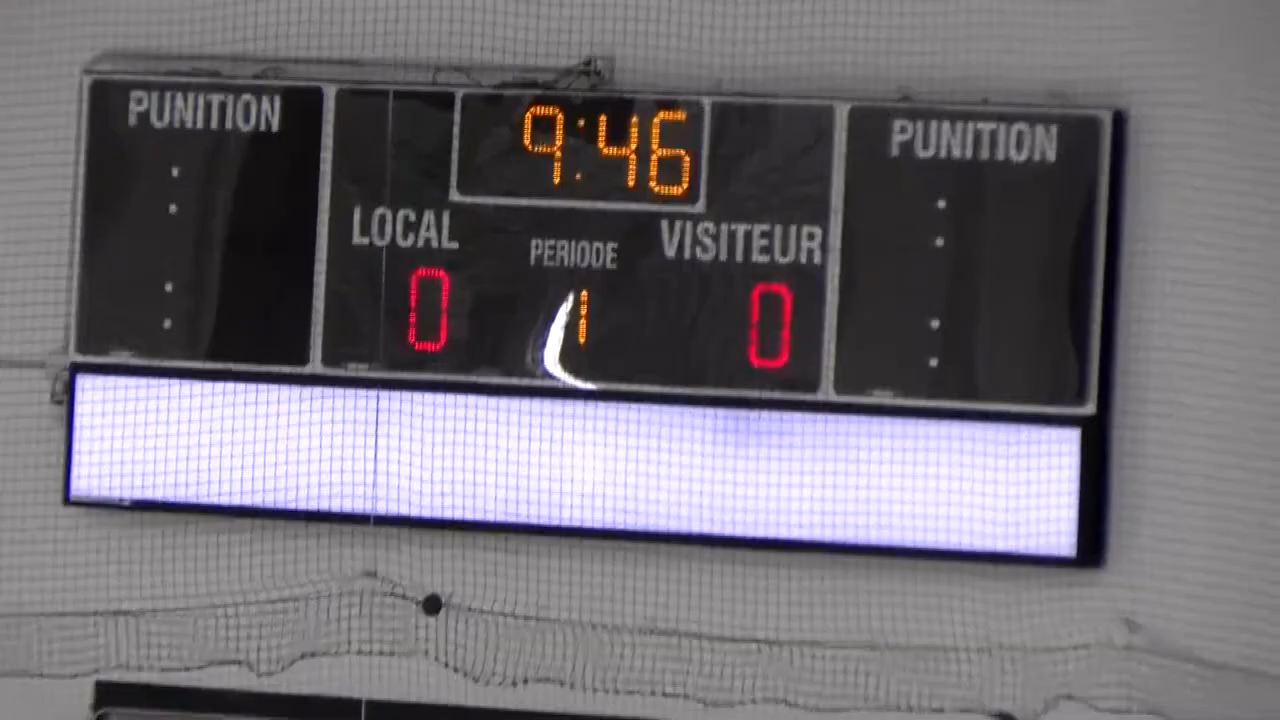 PUNITION
9:46
PUNITION
LOCAL
PERIODE
VISITEUR
0
1
0